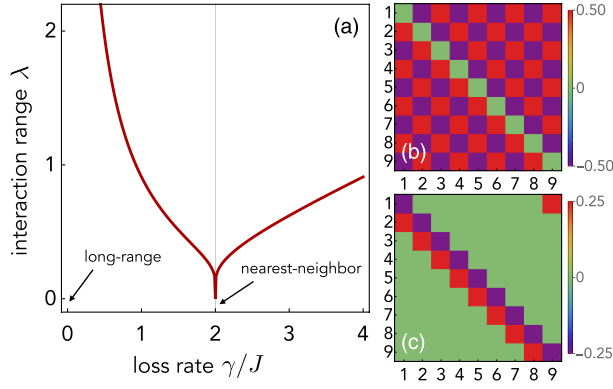 (a)
interaction range λ
2
1
0
long-range
nearest-neighbor
0 1 2 3 4
loss rate γ/J
1
2
3
4
5
6
7
8
9
(b)
1 2 3 4 5 6 7 8 9
0.50
0
−0.50
1
2
3
4
5
6
7
8
9
(c)
1 2 3 4 5 6 7 8 9
0.25
0
−0.25